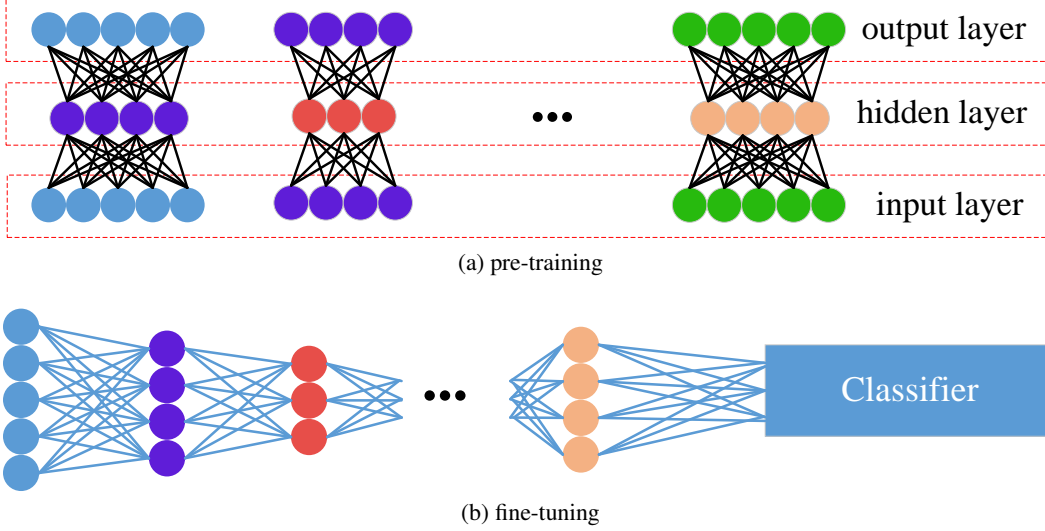 output layer
hidden layer
input layer
(a) pre-training
Classifier
(b) fine-tuning